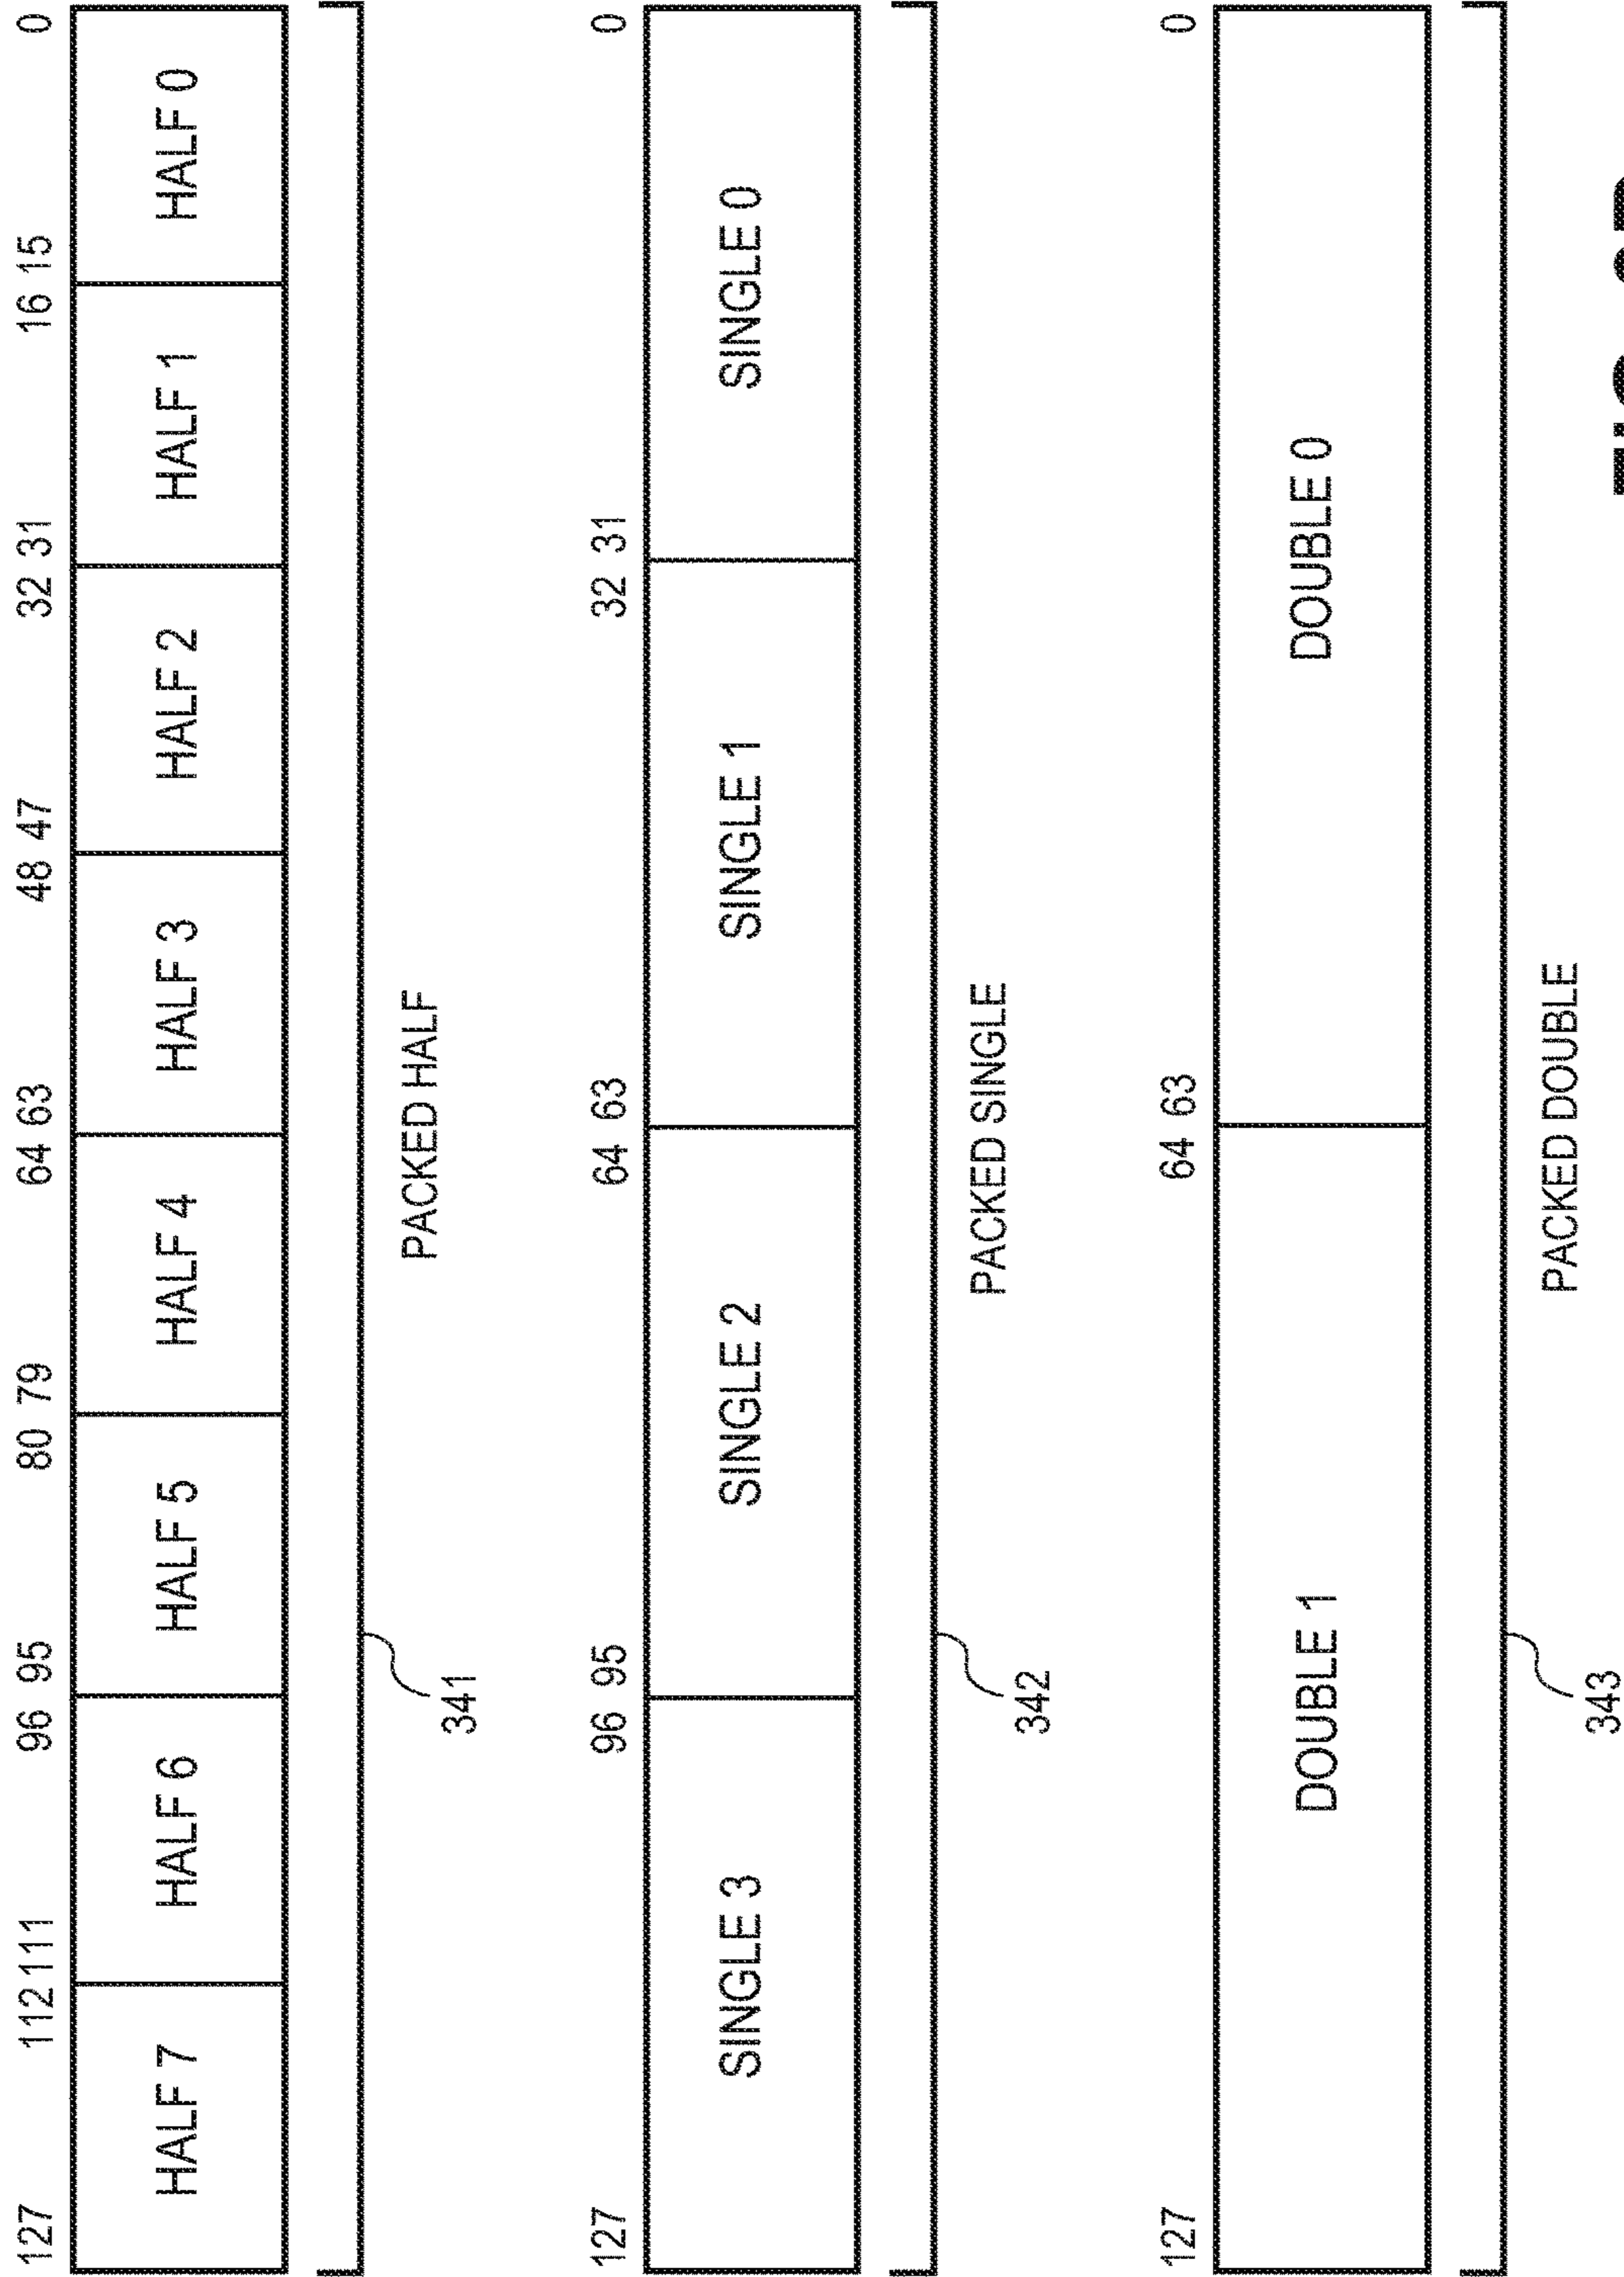 127 112 111 96 95 80 79 64 63 48 47 32 31 16 15 0
HALF 7 HALF 6 HALF 5 HALF 4 HALF 3 HALF 2 HALF 1 HALF 0
PACKED HALF
341
127 96 95 64 63 32 31 0
SINGLE 3 SINGLE 2 SINGLE 1 SINGLE 0
PACKED SINGLE
342
127 64 63 0
DOUBLE 1 DOUBLE 0
PACKED DOUBLE
343